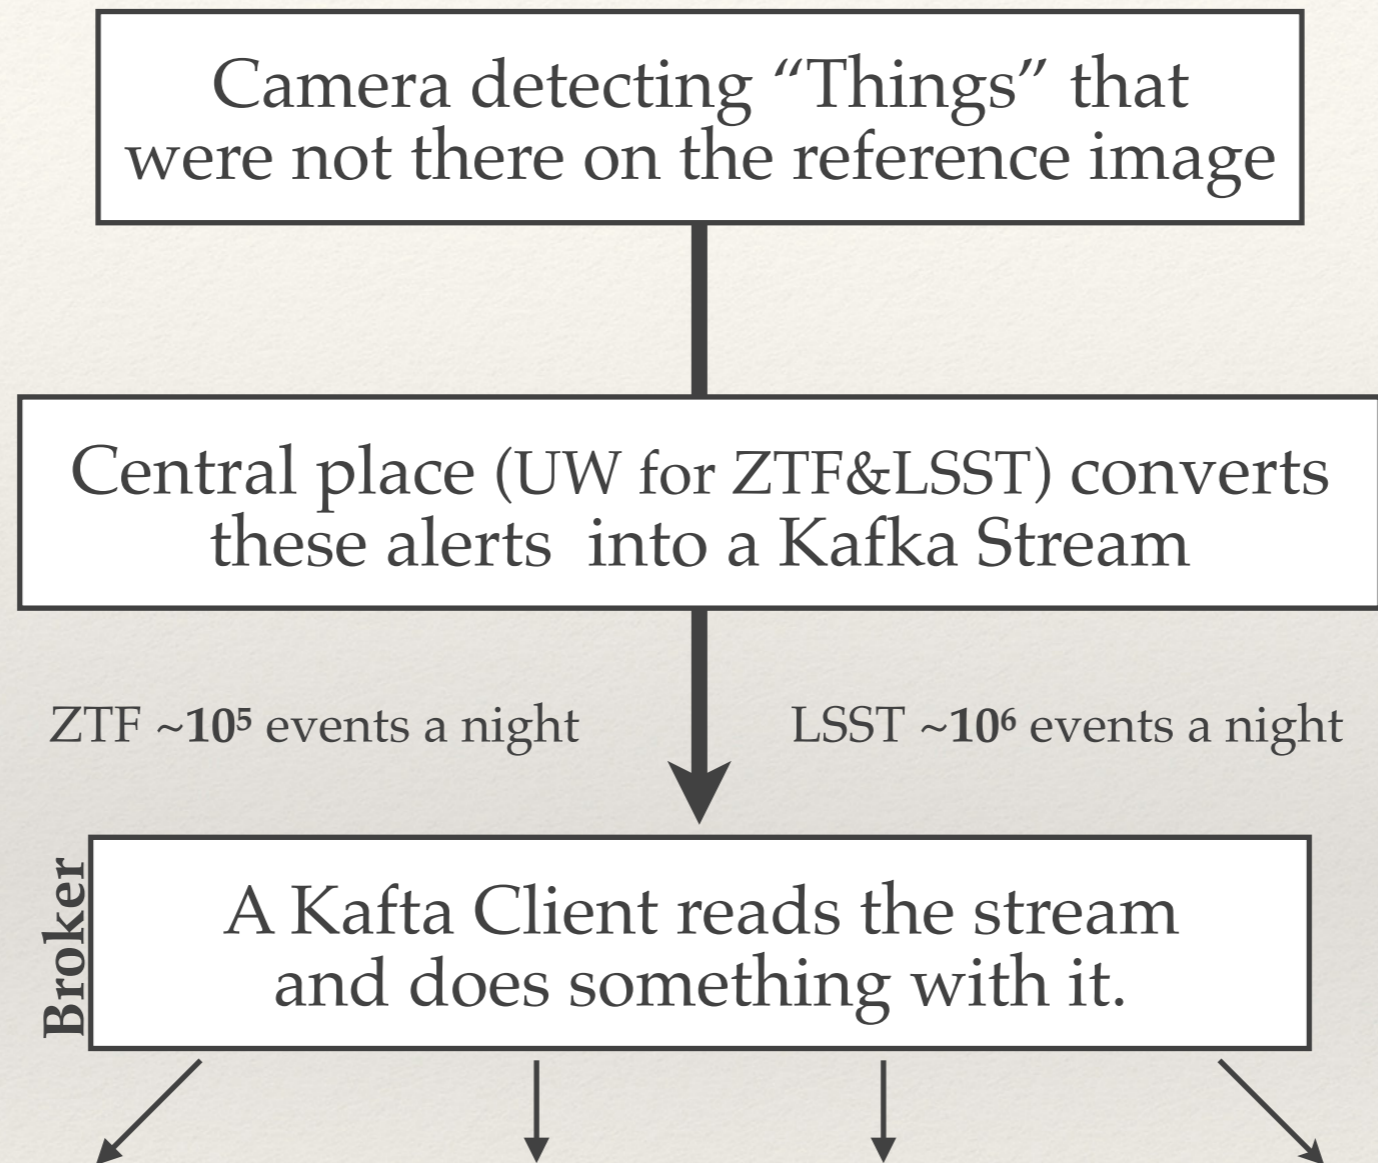 Camera detecting “Things” that
were not there on the reference image
Central place (UW for ZTF&LSST) converts
these alerts into a Kafka Stream
ZTF ~10⁵ events a night
LSST ~10⁶ events a night
Broker
A Kafta Client reads the stream
and does something with it.